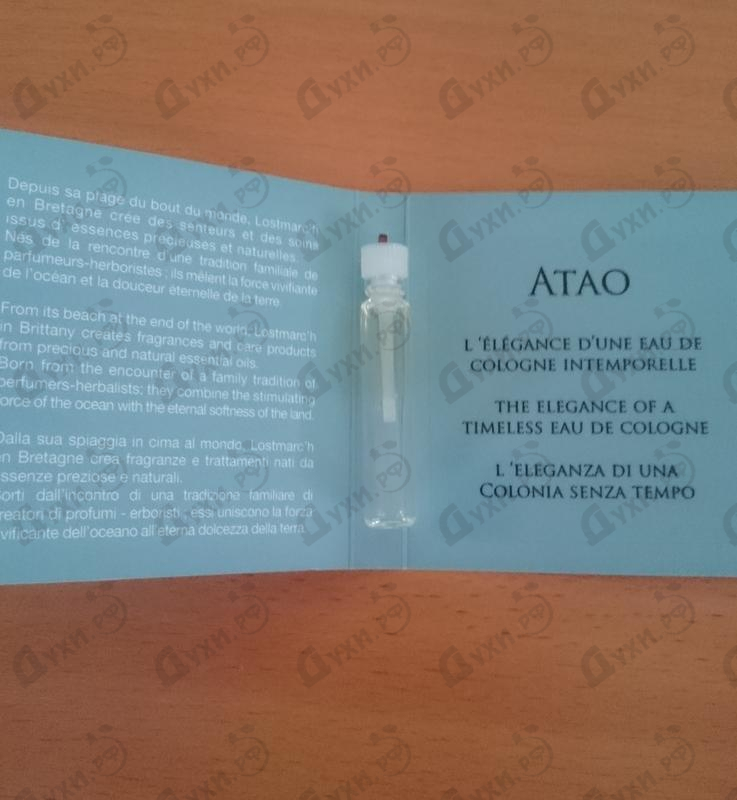 Depuis sa plage du bout du monde, Lostmarc'h
en Bretagne crée des senteurs et des soins
issus d'essences précieuses et naturelles.
Nés de la rencontre d'une tradition familiale de
parfumeurs-herboristes ; ils mêlent la force vivifiante
de l'océan et la douceur éternelle de la terre.
From its beach at the end of the world, Lostmarc'h
in Brittany creates fragrances and care products
from precious and natural essential oils.
Born from the encounter of a family tradition of
perfumers-herbalists; they combine the stimulating
force of the ocean with the eternal softness of the land.
Dalla sua spiaggia in cima al mondo, Lostmarc'h
en Bretagne crea fragranze e trattamenti nati da
essenze preziose e naturali.
Sorti dall'incontro di una tradizione familiare di
creatori di profumi - erboristi ; essi uniscono la forza
vivificante dell'oceano all'eterna dolcezza della terra.
ATAO
L'ÉLÉGANCE D'UNE EAU DE
COLOGNE INTEMPORELLE
THE ELEGANCE OF A
TIMELESS EAU DE COLOGNE
L'ELEGANZA DI UNA
COLONIA SENZA TEMPO
Духи.рф